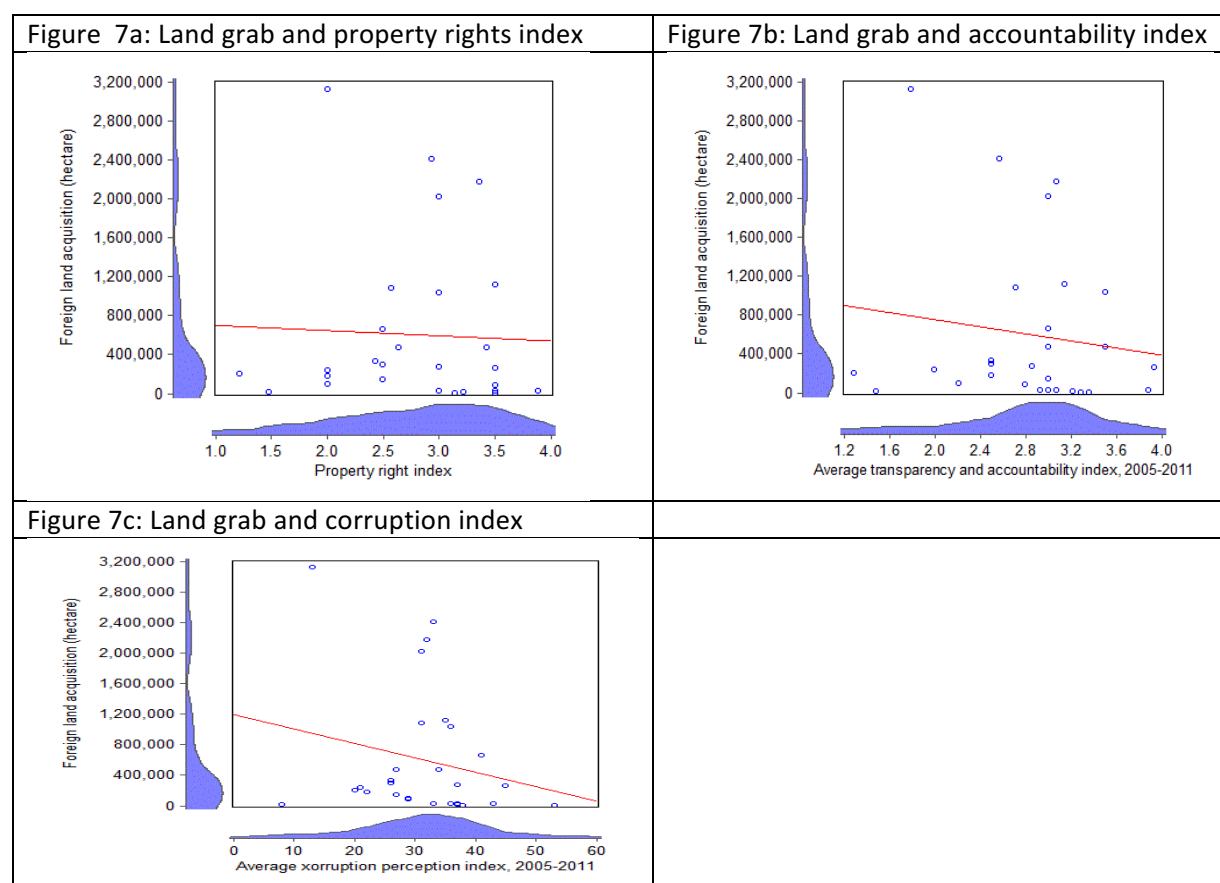 Figure 7a: Land grab and property rights index
Figure 7b: Land grab and accountability index
Foreign land acquisition (hectare)
3,200,000
2,800,000
2,400,000
2,000,000
1,600,000
1,200,000
800,000
400,000
0
1.0 1.5 2.0 2.5 3.0 3.5 4.0
Property right index
Foreign land acquisition (hectare)
3,200,000
2,800,000
2,400,000
2,000,000
1,600,000
1,200,000
800,000
400,000
0
1.2 1.6 2.0 2.4 2.8 3.2 3.6 4.0
Average transparency and accountability index, 2005-2011
Figure 7c: Land grab and corruption index
Foreign land acquisition (hectare)
3,200,000
2,800,000
2,400,000
2,000,000
1,600,000
1,200,000
800,000
400,000
0
0 10 20 30 40 50 60
Average xorruption perception index, 2005-2011